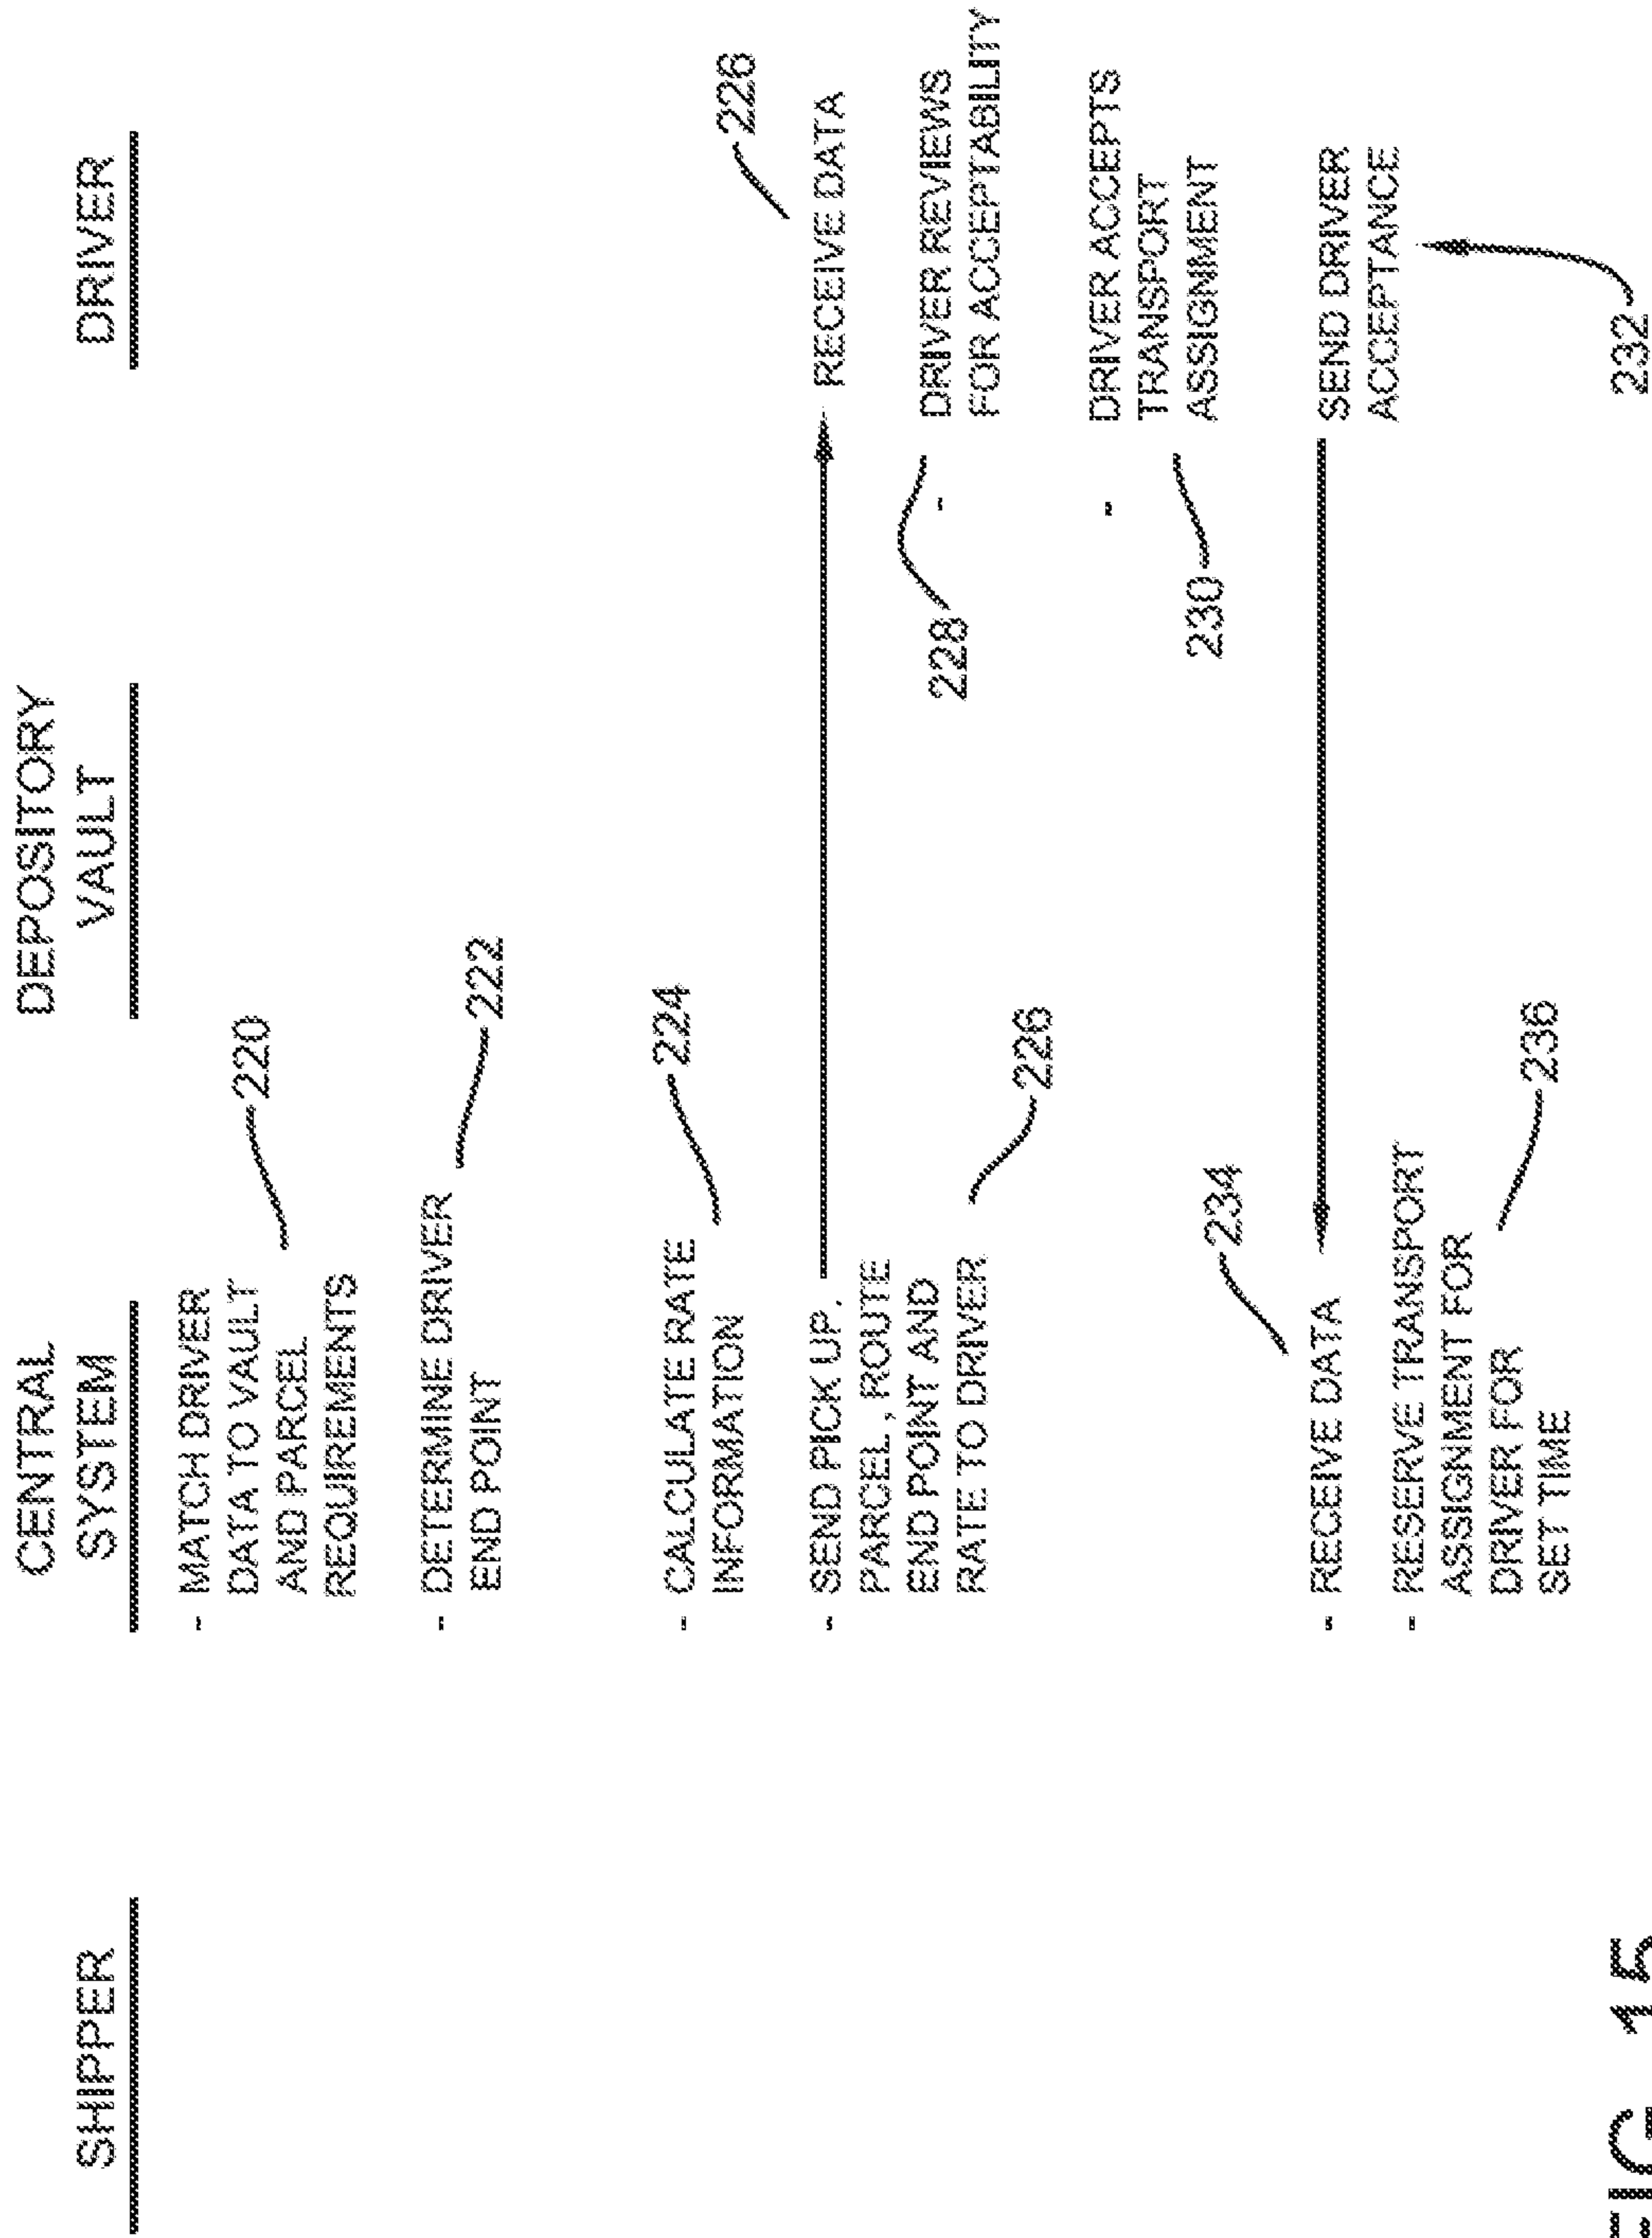 SHIPPER
CENTRAL
SYSTEM
DEPOSITORY
VAULT
DRIVER
- MATCH DRIVER
DATA TO VAULT
AND PARCEL
REQUIREMENTS
220
- DETERMINE DRIVER
END POINT
222
- CALCULATE RATE
INFORMATION
224
- SEND PICK UP,
PARCEL, ROUTE
END POINT AND
RATE TO DRIVER
226
RECEIVE DATA
226
- DRIVER REVIEWS
FOR ACCEPTABILITY
228
- DRIVER ACCEPTS
TRANSPORT
ASSIGNMENT
230
SEND DRIVER
ACCEPTANCE
232
- RECEIVE DATA
234
- RESERVE TRANSPORT
ASSIGNMENT FOR
DRIVER FOR
SET TIME
236
FIG 15